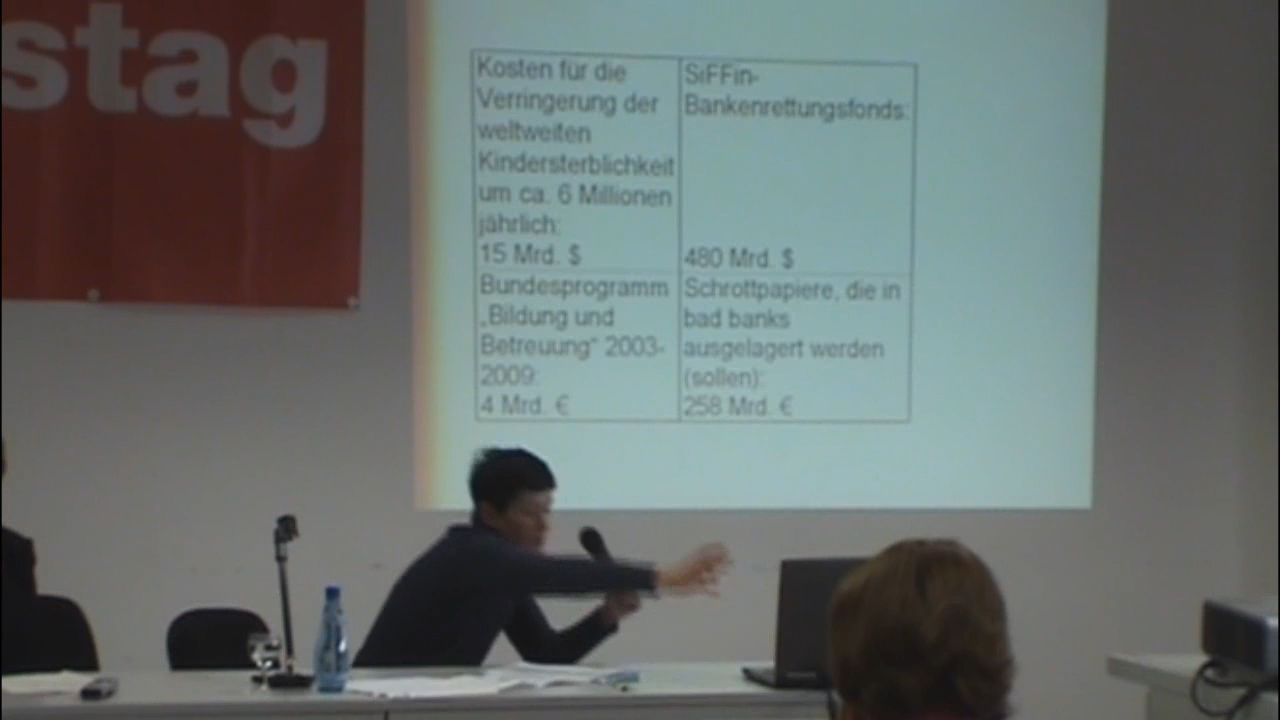 stag
Kosten für die
Verringerung der
weltweiten
Kindersterblichkeit
um ca. 6 Millionen
jährlich:
15 Mrd. $
SiFFin-
Bankenrettungsfonds:
480 Mrd. $
Bundesprogramm
„Bildung und
Betreuung" 2003-
2009:
4 Mrd. €
Schrottpapiere, die in
bad banks
ausgelagert werden
(sollen):
258 Mrd. €